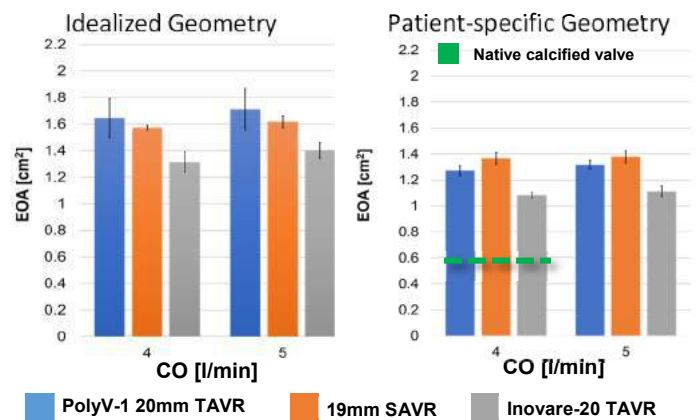 Idealized Geometry
EOA [cm²]
2.2
2
1.8
1.6
1.4
1.2
1
0.8
0.6
0.4
0.2
0
4
5
CO [l/min]
Patient-specific Geometry
Native calcified valve
EOA [cm²]
2.2
2
1.8
1.6
1.4
1.2
1
0.8
0.6
0.4
0.2
0
4
5
CO [l/min]
PolyV-1 20mm TAVR
19mm SAVR
Inovare-20 TAVR